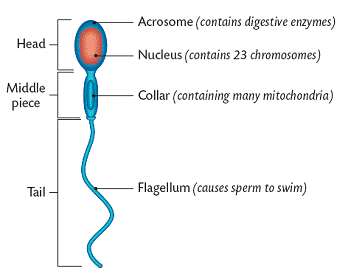 Acrosome (contains digestive enzymes)
Head
Nucleus (contains 23 chromosomes)
Middle
piece
Collar (containing many mitochondria)
Tail
Flagellum (causes sperm to swim)